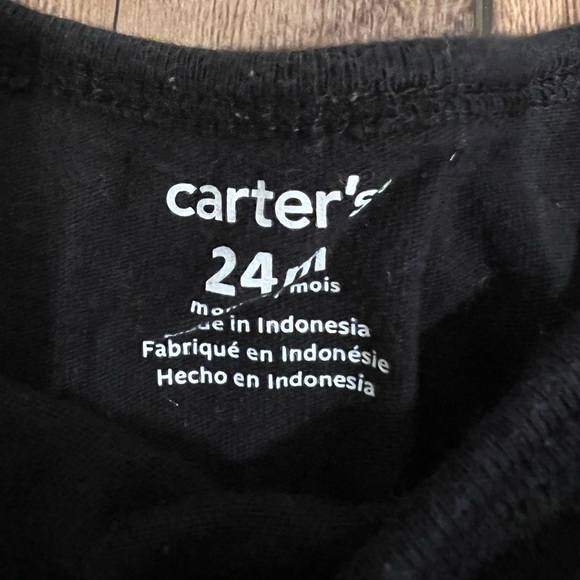 carter's
24m
mois
in Indonesia
Fabriqué en Indonésie
Hecho en Indonesia